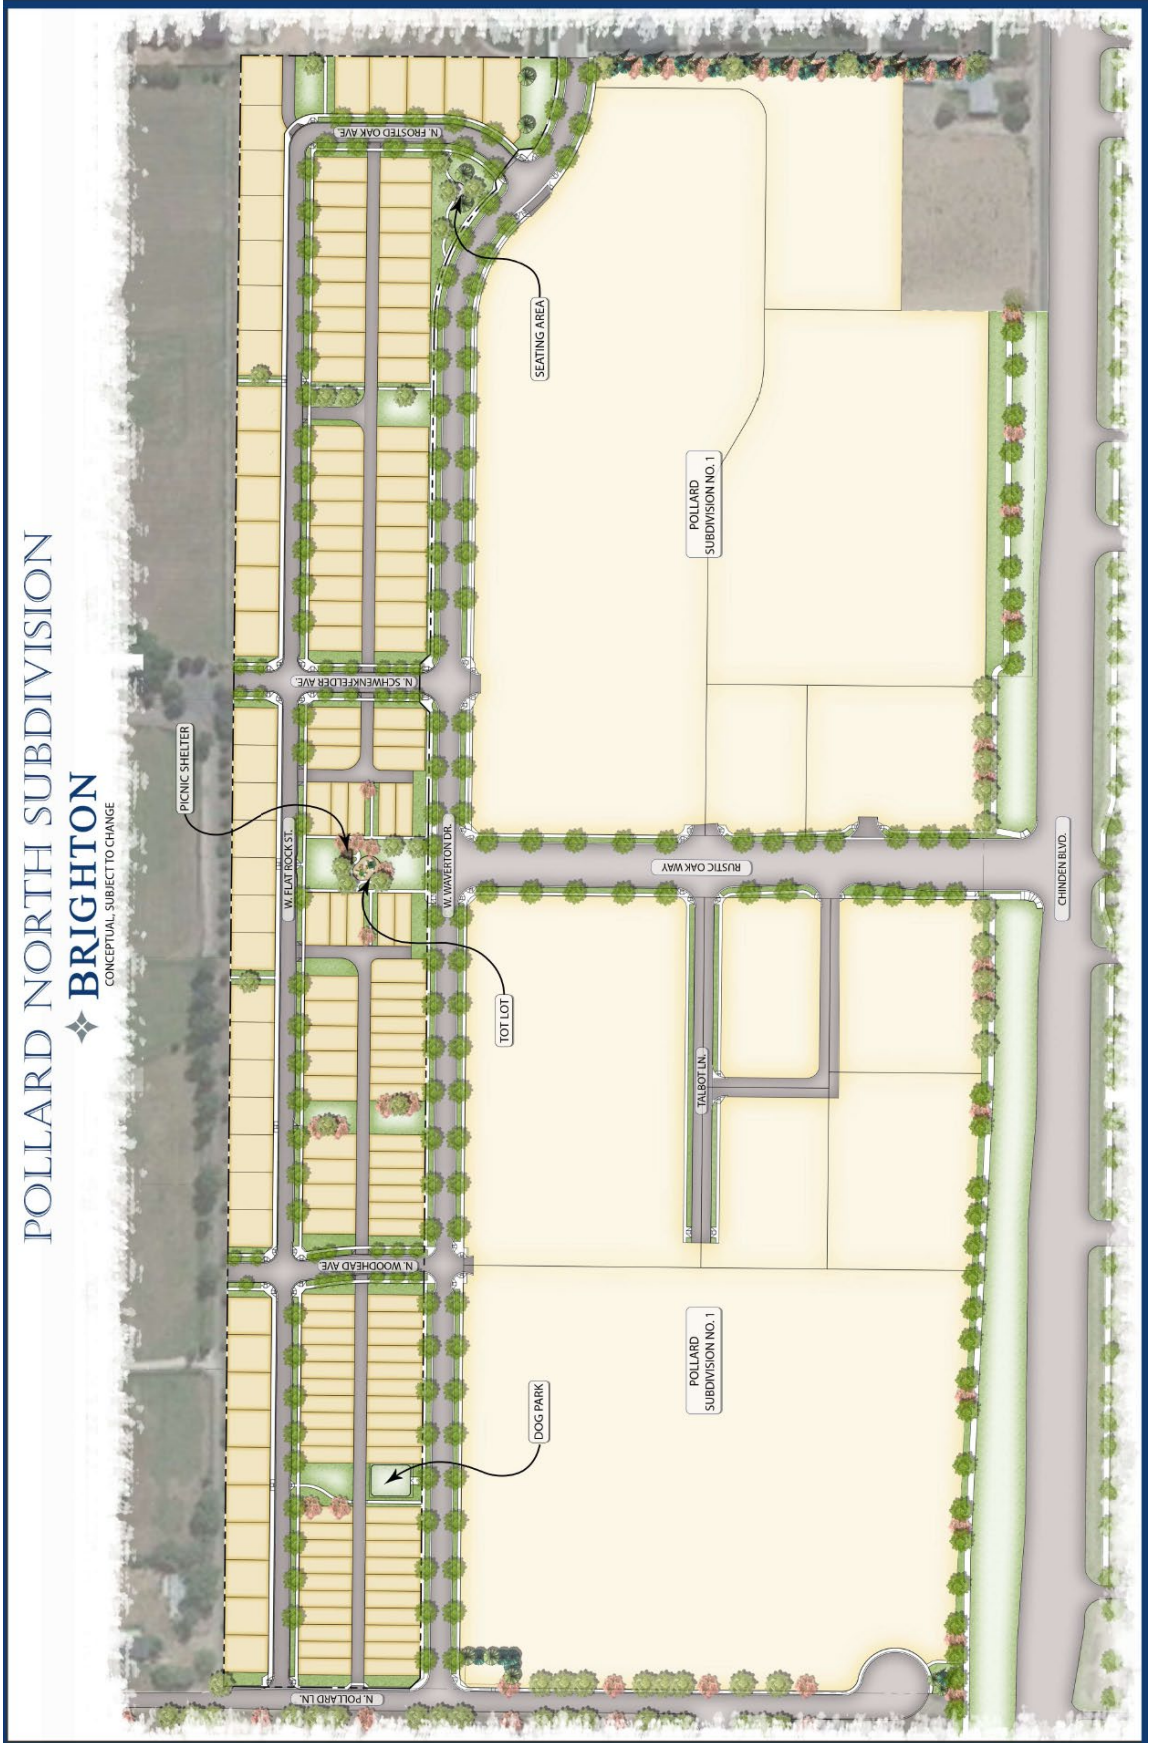 POLLARD NORTH SUBDIVISION
BRIGHTON
CONCEPTUAL, SUBJECT TO CHANGE
N. POLLARD LN.
N. WOODHEAD AVE
W. FLAT ROCK ST.
PICNIC SHELTER
N. SCHWENKFELDER AVE.
N. FROSTED OAK AVE.
W. WAVERTON DR.
DOG PARK
TOT LOT
SEATING AREA
POLLARD
SUBDIVISION NO. 1
TALBOT LN.
RUSTIC OAK WAY
POLLARD
SUBDIVISION NO. 1
CHINDEN BLVD.